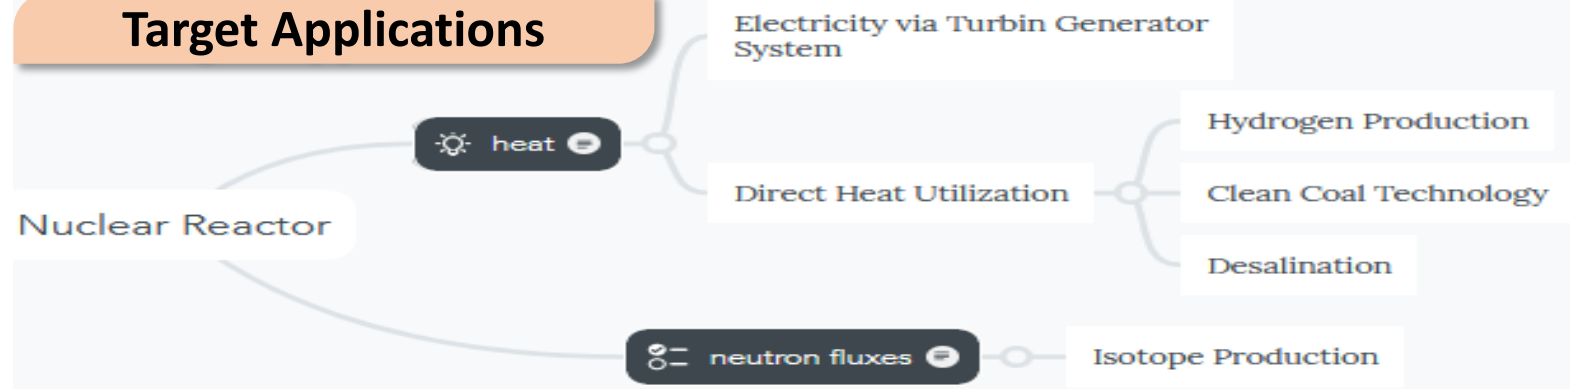 Target Applications
Electricity via Turbin Generator
System
Hydrogen Production
heat
Direct Heat Utilization
Clean Coal Technology
Nuclear Reactor
Desalination
neutron fluxes
Isotope Production